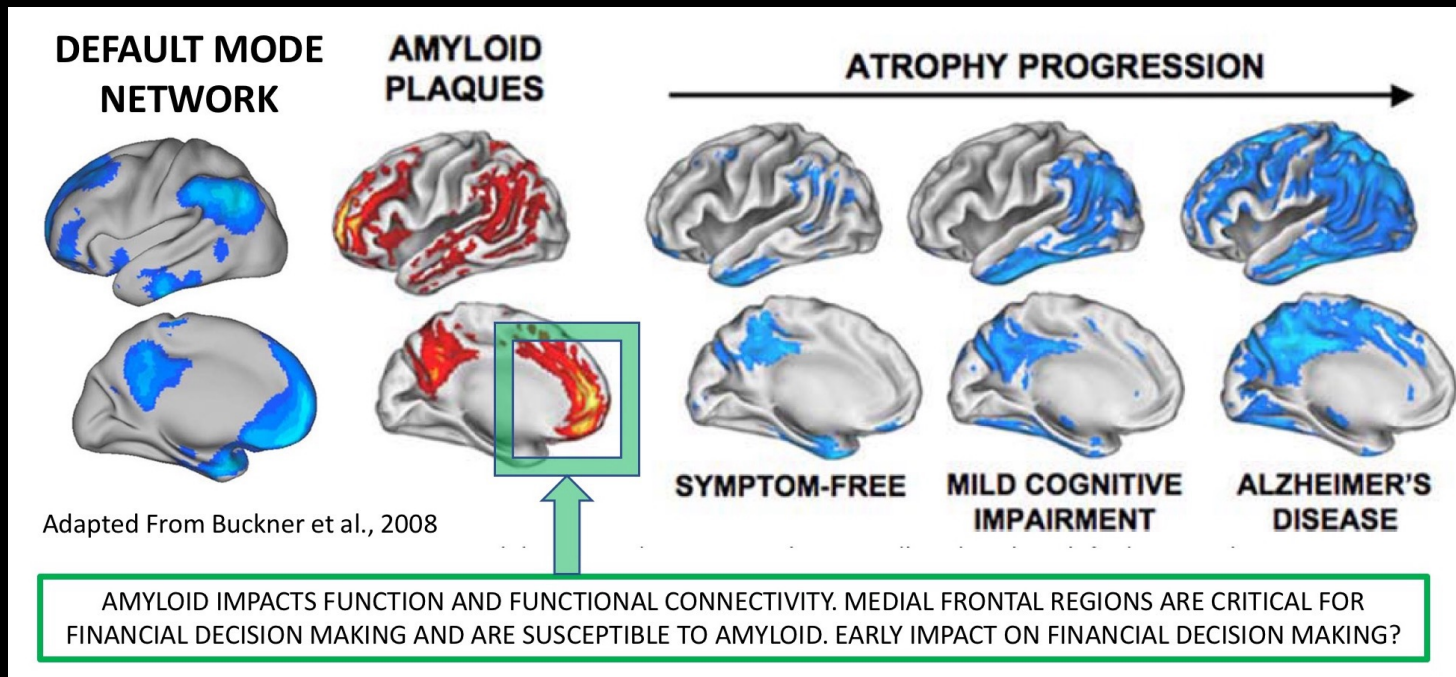 DEFAULT MODE
NETWORK
AMYLOID
PLAQUES
ATROPHY PROGRESSION
SYMPTOM-FREE
MILD COGNITIVE
IMPAIRMENT
ALZHEIMER'S
DISEASE
Adapted From Buckner et al., 2008
AMYLOID IMPACTS FUNCTION AND FUNCTIONAL CONNECTIVITY. MEDIAL FRONTAL REGIONS ARE CRITICAL FOR
FINANCIAL DECISION MAKING AND ARE SUSCEPTIBLE TO AMYLOID. EARLY IMPACT ON FINANCIAL DECISION MAKING?